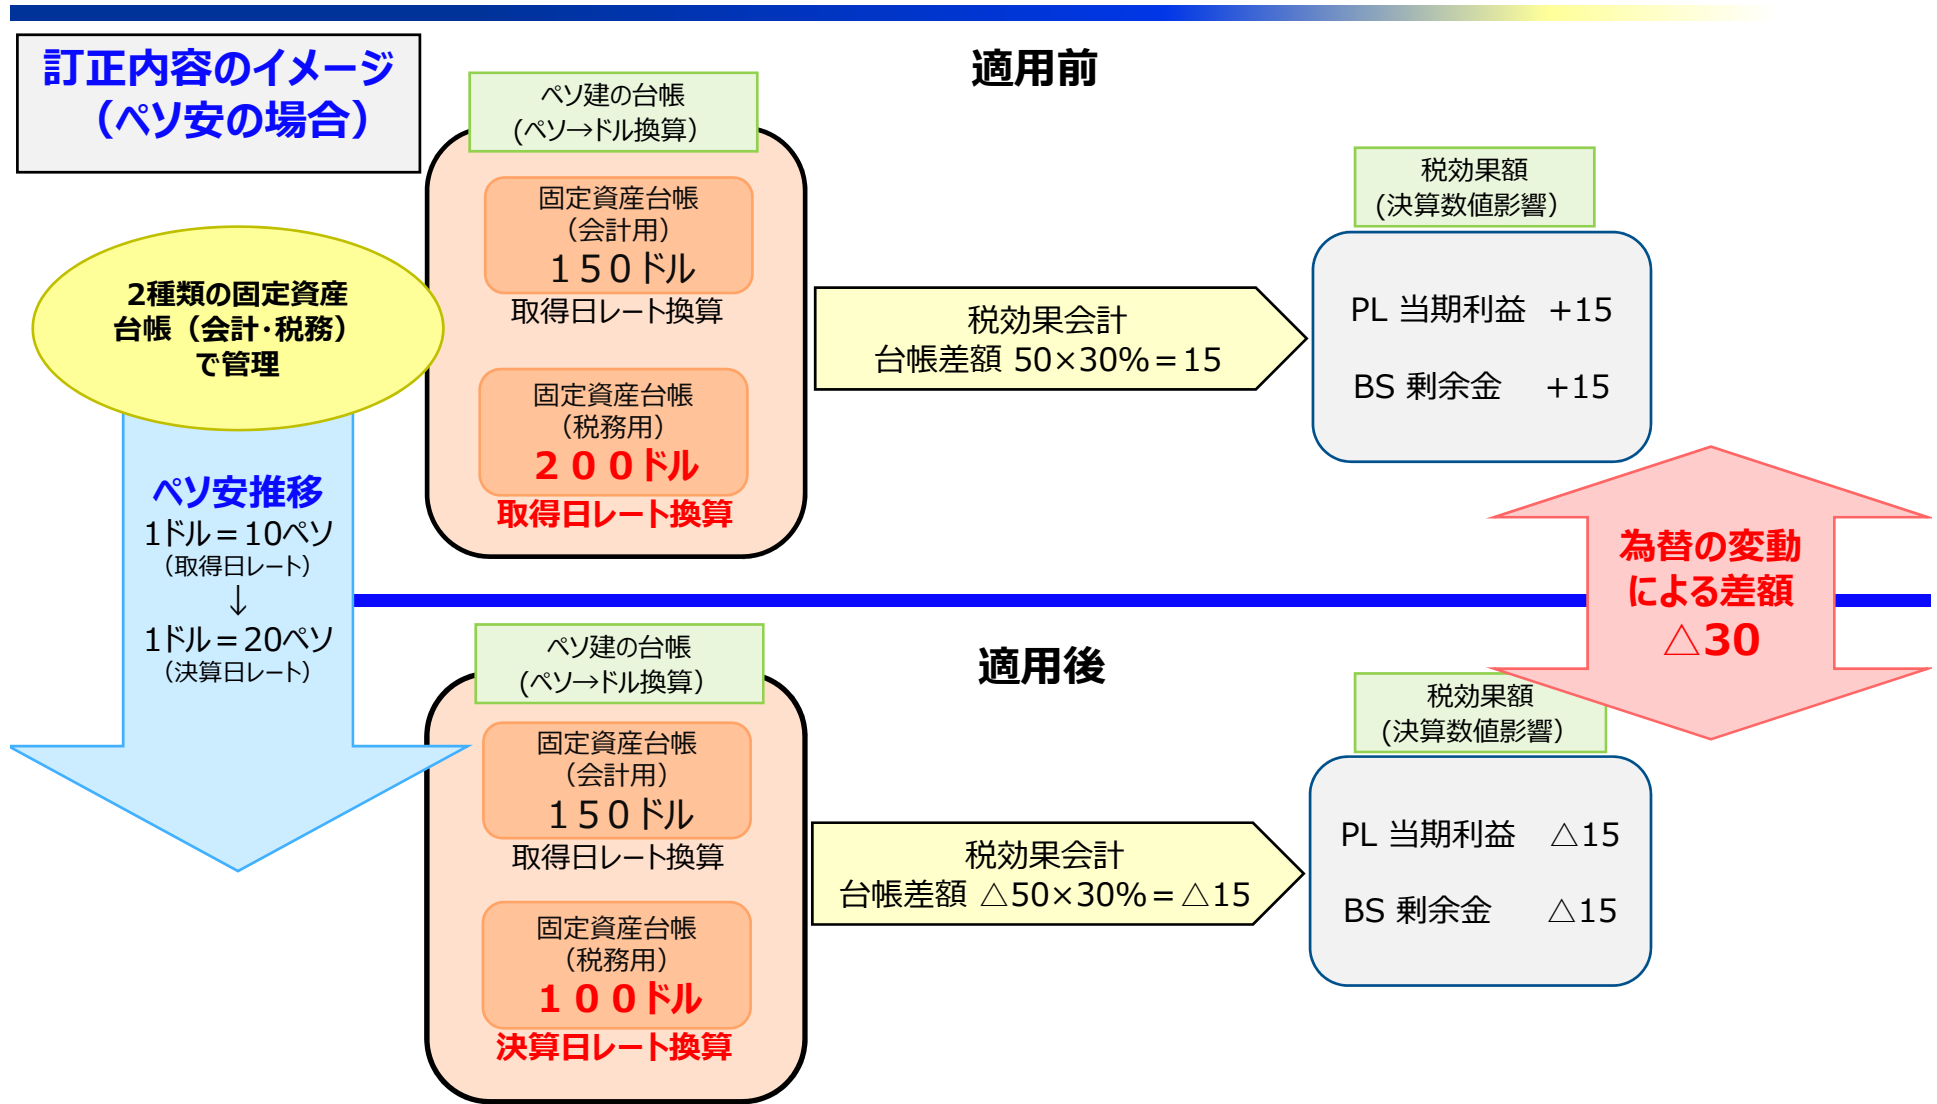 訂正内容のイメージ
（ペソ安の場合）
適用前
ペソ建の台帳
(ペソ→ドル換算）
固定資産台帳
（会計用）
１５０ドル
取得日レート換算
固定資産台帳
（税務用）
２００ドル
取得日レート換算
税効果会計
台帳差額 50×30%＝15
税効果額
(決算数値影響）
PL 当期利益 +15
BS 剰余金 +15
2種類の固定資産
台帳（会計･税務）
で管理
ペソ安推移
1ドル＝10ペソ
（取得日レート）
↓
1ドル＝20ペソ
（決算日レート）
為替の変動
による差額
△30
適用後
ペソ建の台帳
(ペソ→ドル換算）
固定資産台帳
（会計用）
１５０ドル
取得日レート換算
固定資産台帳
（税務用）
１００ドル
決算日レート換算
税効果会計
台帳差額 △50×30%＝△15
税効果額
(決算数値影響）
PL 当期利益 △15
BS 剰余金 △15